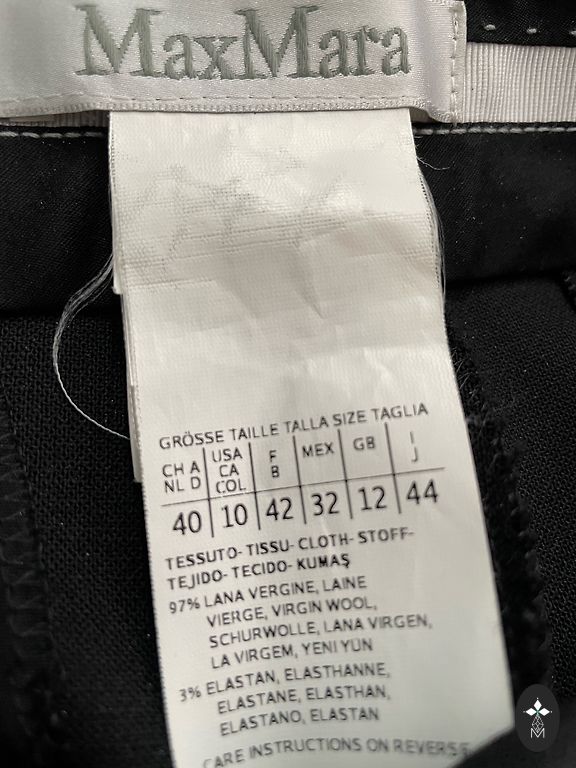 MaxMara
GRÖSSE TAILLE TALLA SIZE TAGLIA
CH A NL D USA CA COL F B MEX GB I J
40 10 42 32 12 44
TESSUTO- TISSU- CLOTH- STOFF-
TEJIDO- TECIDO- KUMAŞ
97% LANA VERGINE, LAINE
VIERGE, VIRGIN WOOL,
SCHURWOLLE, LANA VIRGEN,
LA VIRGEM, YENI YÜN
3% ELASTAN, ELASTHANNE,
ELASTANE, ELASTHAN,
ELASTANO, ELASTAN
CARE INSTRUCTIONS ON REVERSE
M